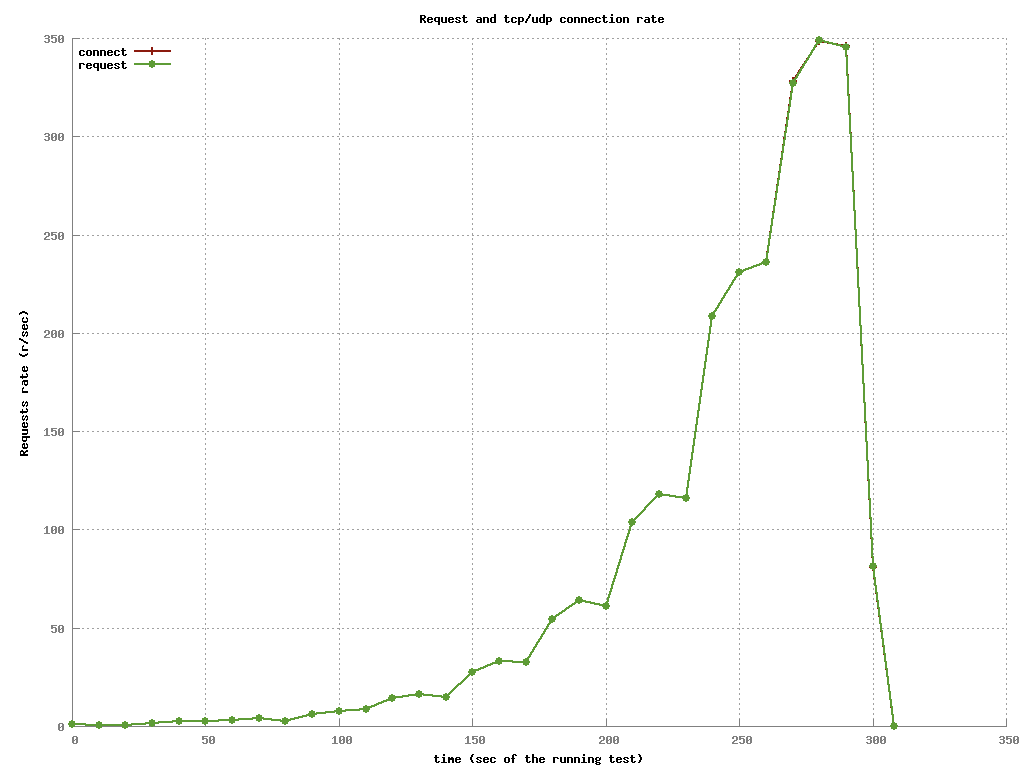 Request and tcp/udp connection rate
connect
request
350
300
250
200
150
100
50
0
Requests rate (r/sec)
0 50 100 150 200 250 300 350
time (sec of the running test)